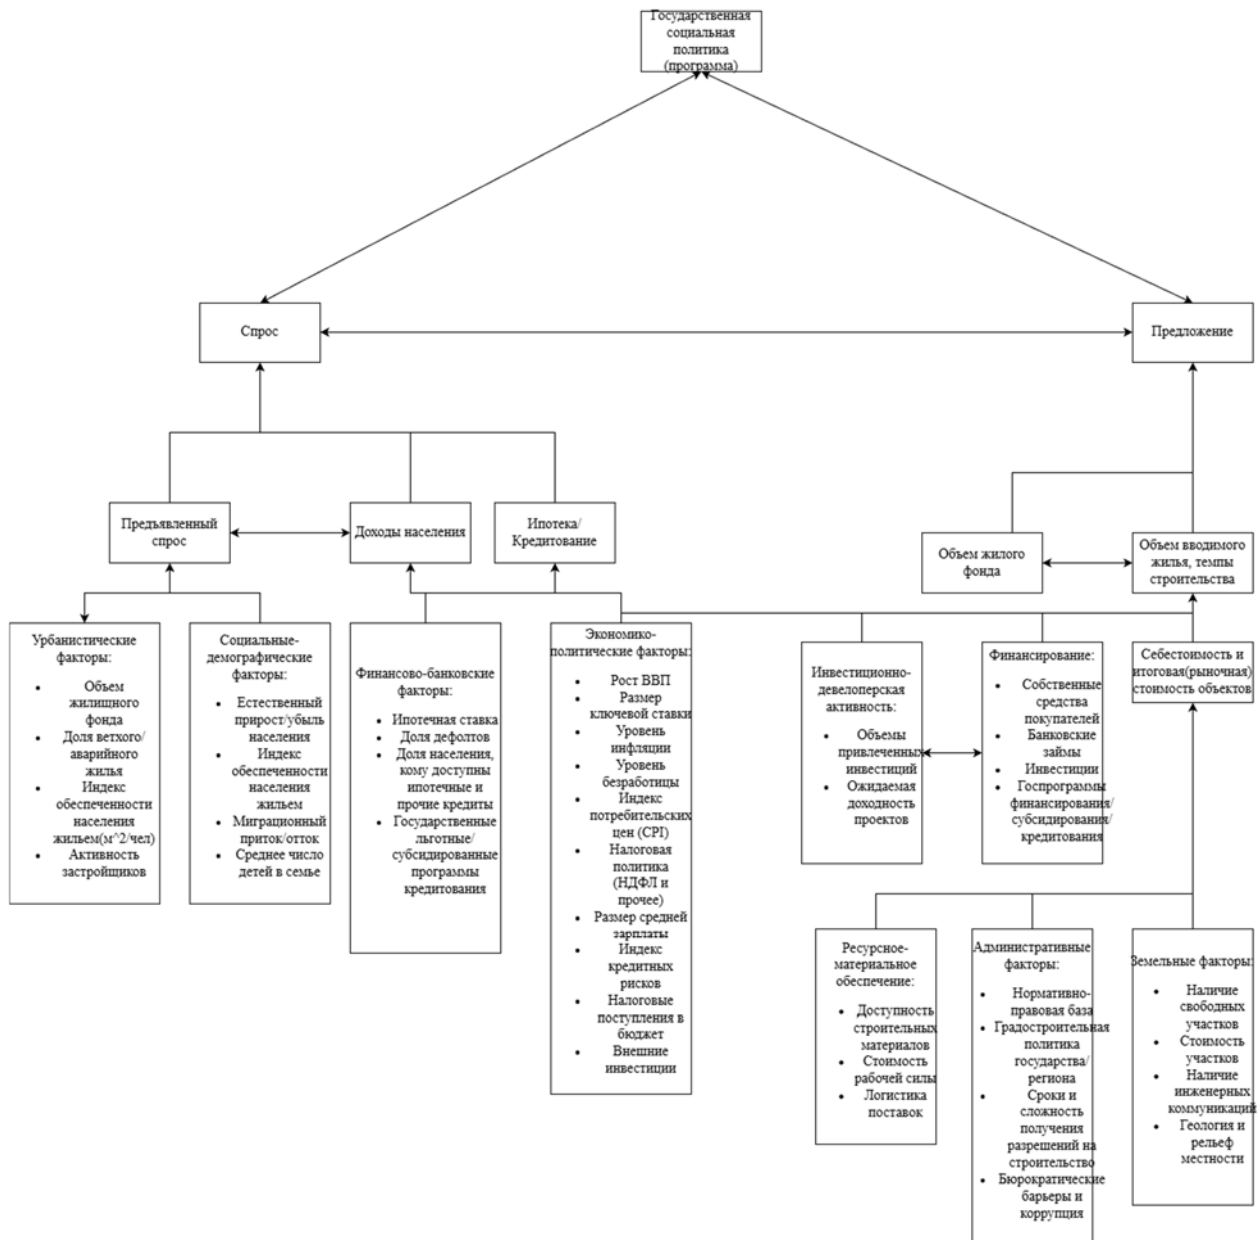 Государственная
социальная
политика
(программа)
Спрос
Предложение
Предъявленный
спрос
Доходы населения
Ипотека/
Кредитование
Объем жилого
фонда
Объем вводимого
жилья, темпы
строительства
Урбанистические
факторы:
Объем
жилищного
фонда
Доля ветхого/
аварийного
жилья
Индекс
обеспеченности
населения
жильем(м^2/чел)
Активность
застройщиков
Социальные-
демографические
факторы:
Естественный
прирост/убыль
населения
Индекс
обеспеченности
населения
жильем
Миграционный
приток/отток
Среднее число
детей в семье
Финансово-банковские
факторы:
Ипотечная ставка
Доля дефолтов
Доля населения,
кому доступны
ипотечные и
прочие кредиты
Государственные
льготные/
субсидированные
программы
кредитования
Экономико-
политические факторы:
Рост ВВП
Размер
ключевой ставки
Уровень
инфляции
Уровень
безработицы
Индекс
потребительских
цен (CPI)
Налоговая
политика
(НДФЛ и
прочее)
Размер средней
зарплаты
Индекс
кредитных
рисков
Налоговые
поступления в
бюджет
Внешние
инвестиции
Инвестиционно-
девелоперская
активность:
Объемы
привлеченных
инвестиций
Ожидаемая
доходность
проектов
Финансирование:
Собственные
средства
покупателей
Банковские
займы
Инвестиции
Госпрограммы
финансирования/
субсидирования/
кредитования
Себестоимость и
итоговая(рыночная)
стоимость объектов
Ресурсное-
материальное
обеспечение:
Доступность
строительных
материалов
Стоимость
рабочей силы
Логистика
поставок
Административные
факторы:
Нормативно-
правовая база
Градостроительная
политика
государства/
региона
Сроки и
сложность
получения
разрешений на
строительство
Бюрократические
барьеры и
коррупция
Земельные факторы:
Наличие
свободных
участков
Стоимость
участков
Наличие
инженерных
коммуникаций
Геология и
рельеф
местности